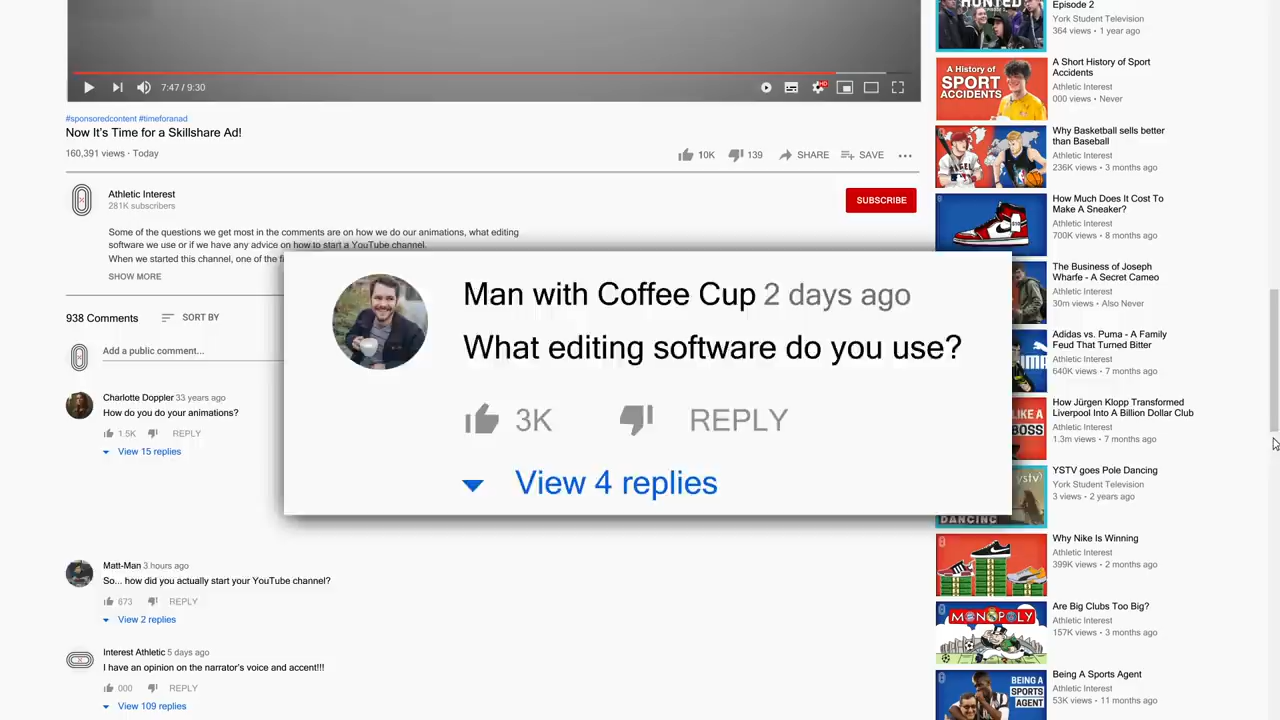 7:47 / 9:30
HD
#sponsoredcontent #timeforanad
Now It's Time for a Skillshare Ad!
160,391 views · Today
10K
139
SHARE
SAVE
Athletic Interest
281K subscribers
SUBSCRIBE
Some of the questions we get most in the comments are on how we do our animations, what editing
software we use or if we have any advice on how to start a YouTube channel.
When we started this channel, one of the
SHOW MORE
938 Comments
SORT BY
Add a public comment...
Charlotte Doppler 33 years ago
How do you do your animations?
1.5K
REPLY
View 15 replies
Man with Coffee Cup 2 days ago
What editing software do you use?
3K
REPLY
View 4 replies
Matt-Man 3 hours ago
So... how did you actually start your YouTube channel?
673
REPLY
View 2 replies
Interest Athletic 5 days ago
I have an opinion on the narrator's voice and accent!!!
000
REPLY
View 109 replies
HUNTED
Episode 2
York Student Television
364 views • 1 year ago
A History of
SPORT
ACCIDENTS
A Short History of Sport
Accidents
Athletic Interest
000 views • Never
Why Basketball sells better
than Baseball
Athletic Interest
236K views • 3 months ago
How Much Does It Cost To
Make A Sneaker?
Athletic Interest
700K views • 8 months ago
The Business of Joseph
Wharfe - A Secret Cameo
Athletic Interest
30m views • Also Never
Adidas vs. Puma - A Family
Feud That Turned Bitter
Athletic Interest
640K views • 7 months ago
LIKE A
BOSS
How Jürgen Klopp Transformed
Liverpool Into A Billion Dollar Club
Athletic Interest
1.3m views • 7 months ago
ystv
DANCING
YSTV goes Pole Dancing
York Student Television
3 views • 2 years ago
Why Nike Is Winning
Athletic Interest
399K views • 2 months ago
MONOPOLY
Are Big Clubs Too Big?
Athletic Interest
157K views • 3 months ago
BEING A
SPORTS
AGENT
Being A Sports Agent
Athletic Interest
53K views • 11 months ago